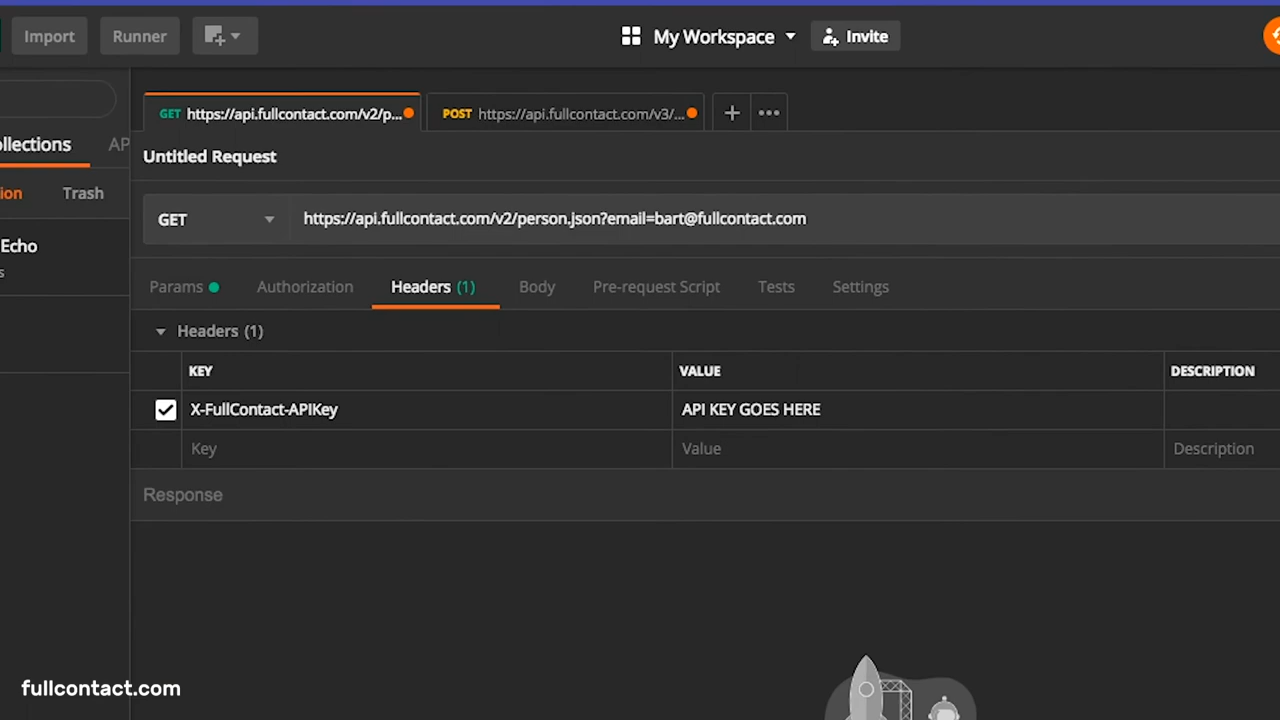 Import Runner My Workspace Invite
GET https://api.fullcontact.com/v2/p... POST https://api.fullcontact.com/v3/... + •••
ollections AP
Untitled Request
ion Trash
GET https://api.fullcontact.com/v2/person.json?email=bart@fullcontact.com
Echo
s
Params Authorization Headers (1) Body Pre-request Script Tests Settings
Headers (1)
KEY VALUE DESCRIPTION
X-FullContact-APIKey API KEY GOES HERE
Key Value Description
Response
fullcontact.com